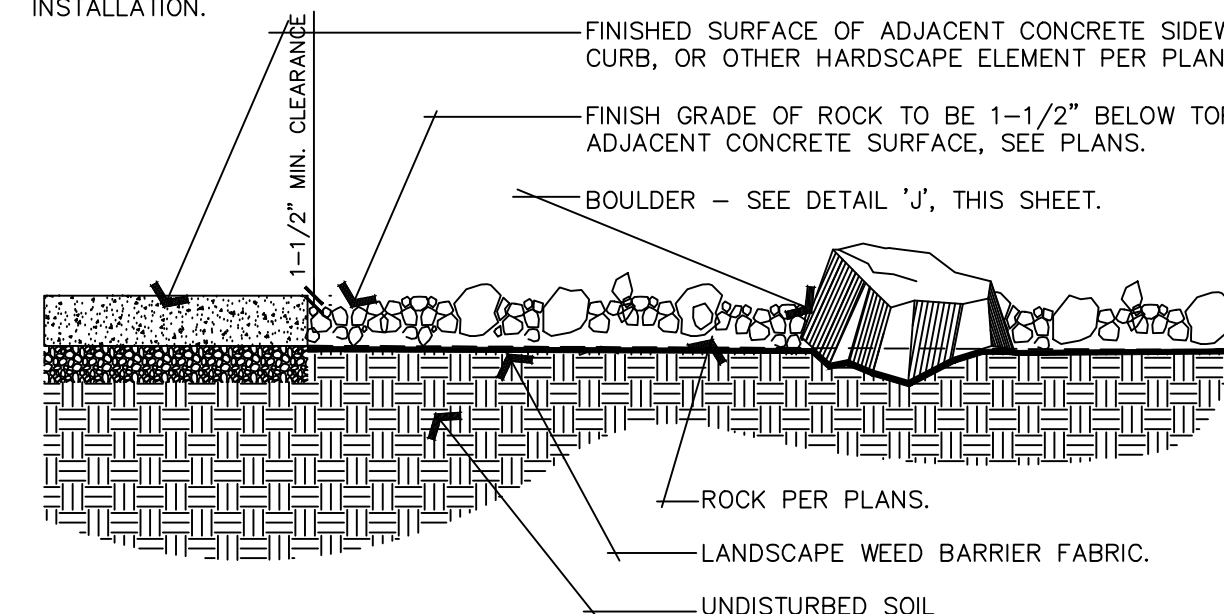 INSTALLATION.
1-1/2" MIN. CLEARANCE
FINISHED SURFACE OF ADJACENT CONCRETE
CURB, OR OTHER HARDSCAPE ELEMENT PER PLAN
FINISH GRADE OF ROCK TO BE 1-1/2" BELOW
ADJACENT CONCRETE SURFACE, SEE PLANS.
BOULDER – SEE DETAIL 'J', THIS SHEET.
ROCK PER PLANS.
LANDSCAPE WEED BARRIER FABRIC.
UNDISTURBED SOIL